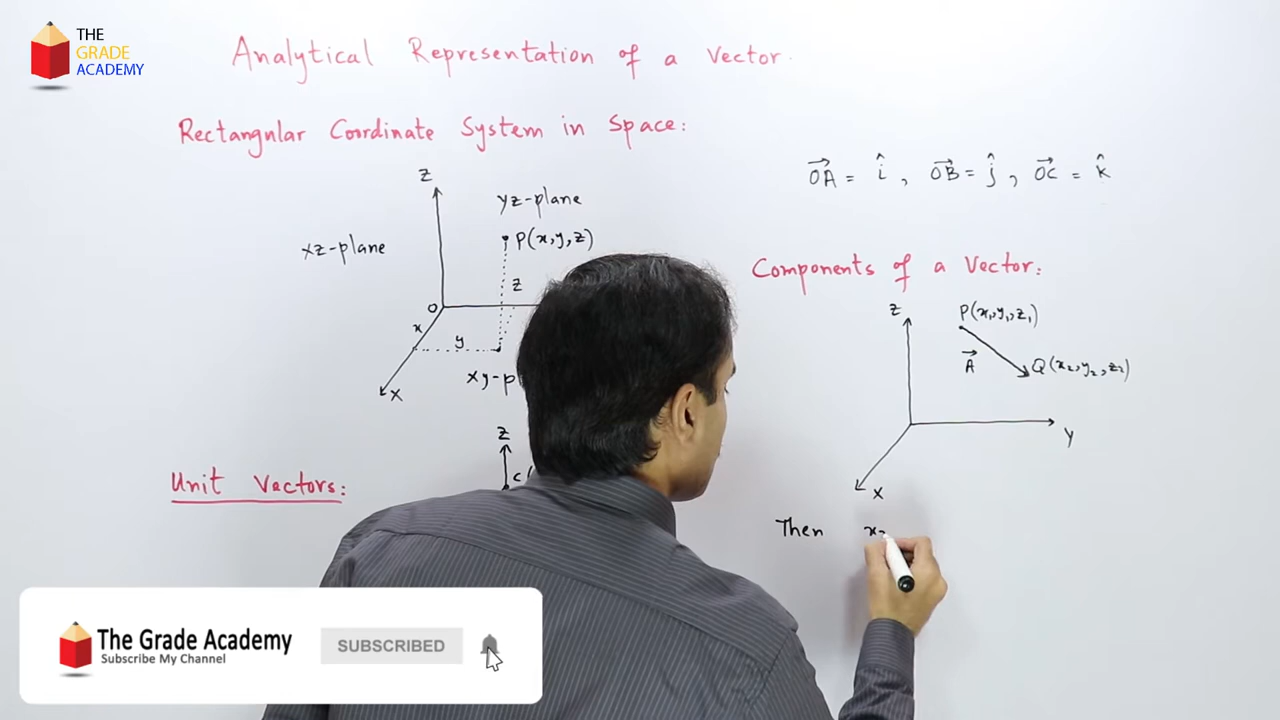 THE
GRADE
ACADEMY
Analytical Representation of a Vector.
Rectangular Coordinate System in Space:
Z
yz-plane
xz-plane
P(x,y,z)
z
O
x
y
X
xy-p
Z
C(
Unit Vectors:
OA⃗ = î, OB⃗ = ĵ, OC⃗ = k̂
Components of a Vector:
Z
P(x₁,y₁,z₁)
A⃗
Q(x₂,y₂,z₂)
Y
X
Then x₂
The Grade Academy
Subscribe My Channel
SUBSCRIBED